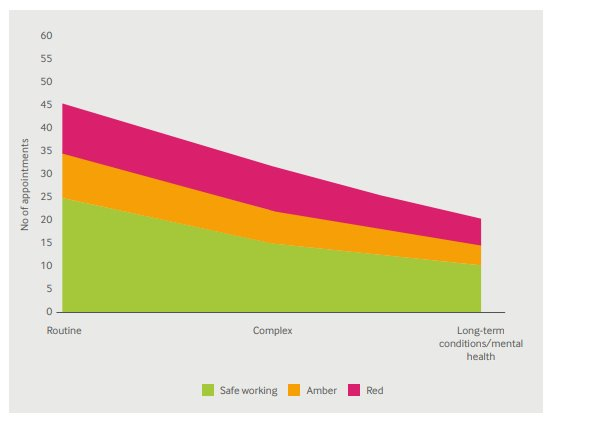 60
55
50
45
40
35
30
25
20
15
10
5
0
No of appointments
Routine
Complex
Long-term
conditions/mental
health
Safe working
Amber
Red